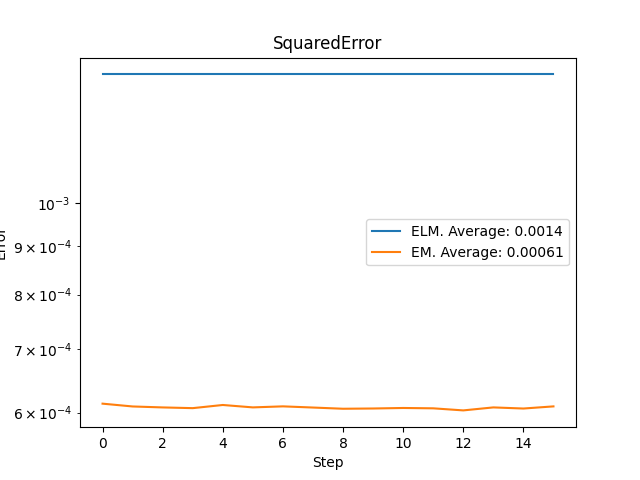 SquaredError
10⁻³
9 × 10⁻⁴
8 × 10⁻⁴
7 × 10⁻⁴
6 × 10⁻⁴
Error
ELM. Average: 0.0014
EM. Average: 0.00061
0 2 4 6 8 10 12 14
Step